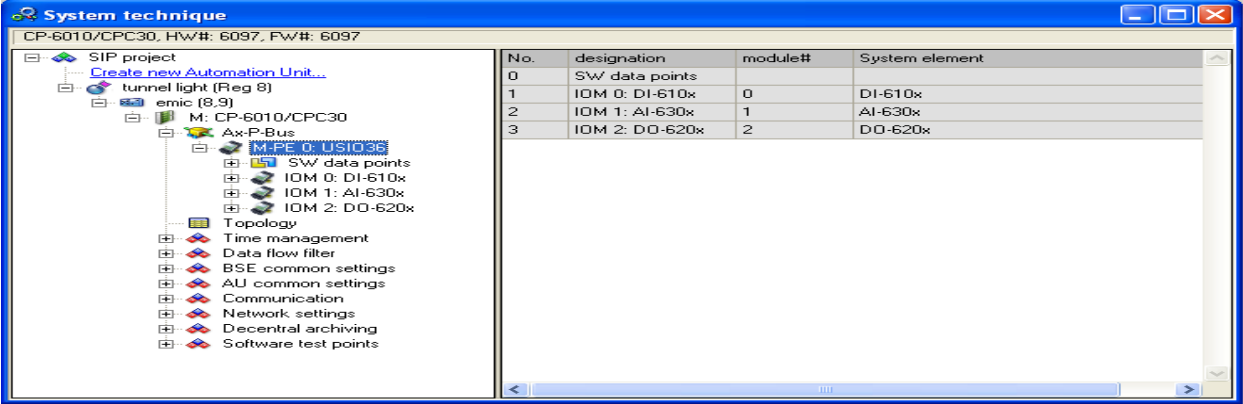 System technique
CP-6010/CPC30, HW#: 6097, FW#: 6097
SIP project
Create new Automation Unit...
tunnel light (Reg 8)
emic (8,9)
M: CP-6010/CPC30
Ax-P-Bus
M-PE 0: USIO36
SW data points
IOM 0: DI-610x
IOM 1: AI-630x
IOM 2: DO-620x
Topology
Time management
Data flow filter
BSE common settings
AU common settings
Communication
Network settings
Decentral archiving
Software test points
No. designation module# System element
0 SW data points
1 IOM 0: DI-610x 0 DI-610x
2 IOM 1: AI-630x 1 AI-630x
3 IOM 2: DO-620x 2 DO-620x